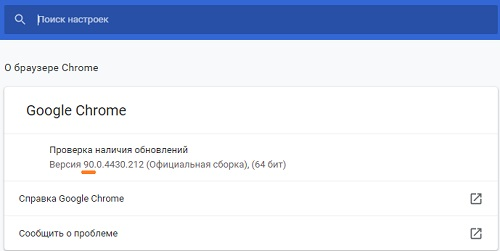 Поиск настроек
О браузере Chrome
Google Chrome
Проверка наличия обновлений
Версия 90.0.4430.212 (Официальная сборка), (64 бит)
Справка Google Chrome
Сообщить о проблеме